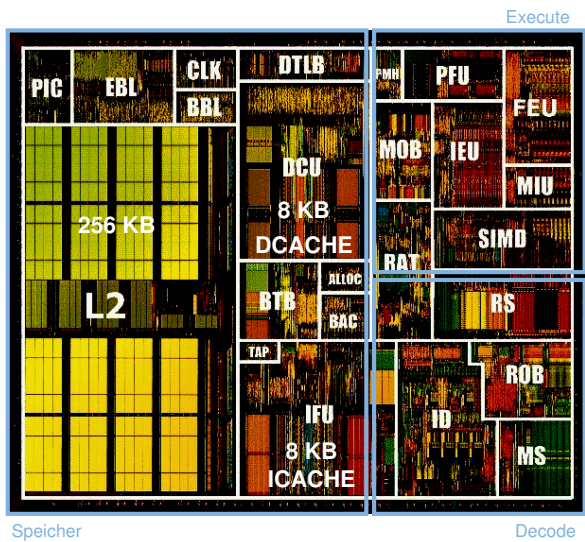 Execute
PIC
EBL
CLK
BBL
DTLB
PMH
PFU
FEU
DCU
MOB
IEU
MIU
256 KB
8 KB
DCACHE
SIMD
RAT
L2
BTB
ALLOC
BAC
RS
TAP
IFU
8 KB
ICACHE
ID
ROB
MS
Speicher
Decode